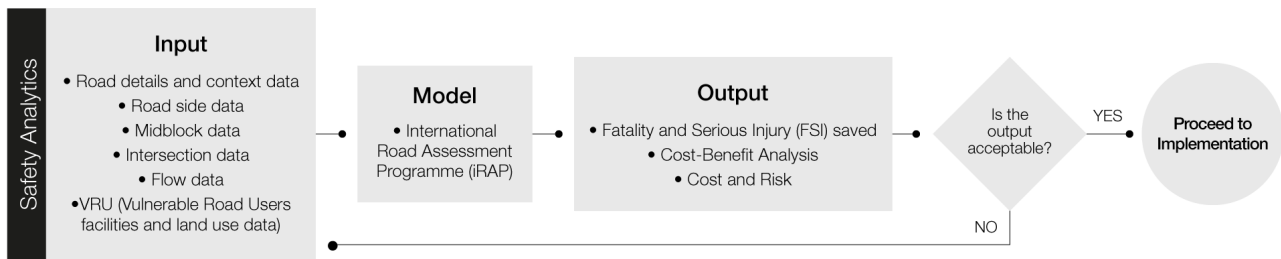 Safety Analytics
Input
• Road details and context data
• Road side data
• Midblock data
• Intersection data
• Flow data
•VRU (Vulnerable Road Users
facilities and land use data)
Model
• International
Road Assessment
Programme (iRAP)
Output
• Fatality and Serious Injury (FSI) saved
• Cost-Benefit Analysis
• Cost and Risk
Is the
output
acceptable?
YES
NO
Proceed to
Implementation